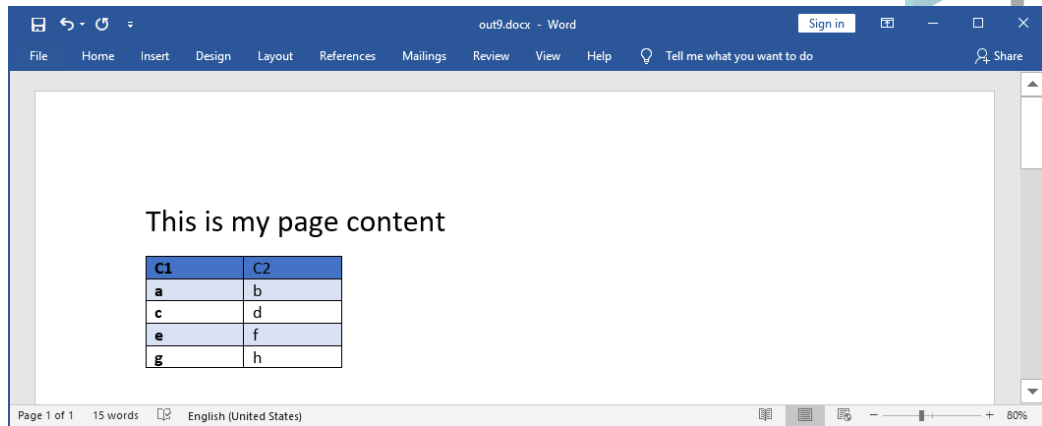 out9.docx - Word Sign in
File Home Insert Design Layout References Mailings Review View Help Tell me what you want to do Share
This is my page content
C1 C2
a b
c d
e f
g h
Page 1 of 1 15 words English (United States) 80%